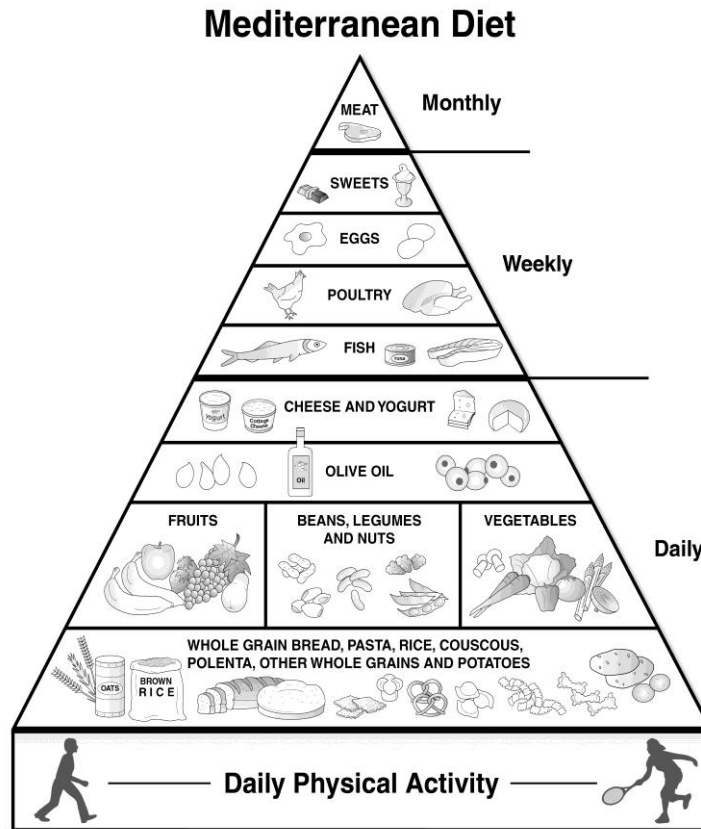 Mediterranean Diet
MEAT
Monthly
SWEETS
EGGS
Weekly
POULTRY
FISH
TUNA
CHEESE AND YOGURT
Yogurt
Cottage
Cheese
OLIVE OIL
Oil
FRUITS
BEANS, LEGUMES
AND NUTS
VEGETABLES
Daily
WHOLE GRAIN BREAD, PASTA, RICE, COUSCOUS,
POLENTA, OTHER WHOLE GRAINS AND POTATOES
OATS
BROWN
RICE
Daily Physical Activity